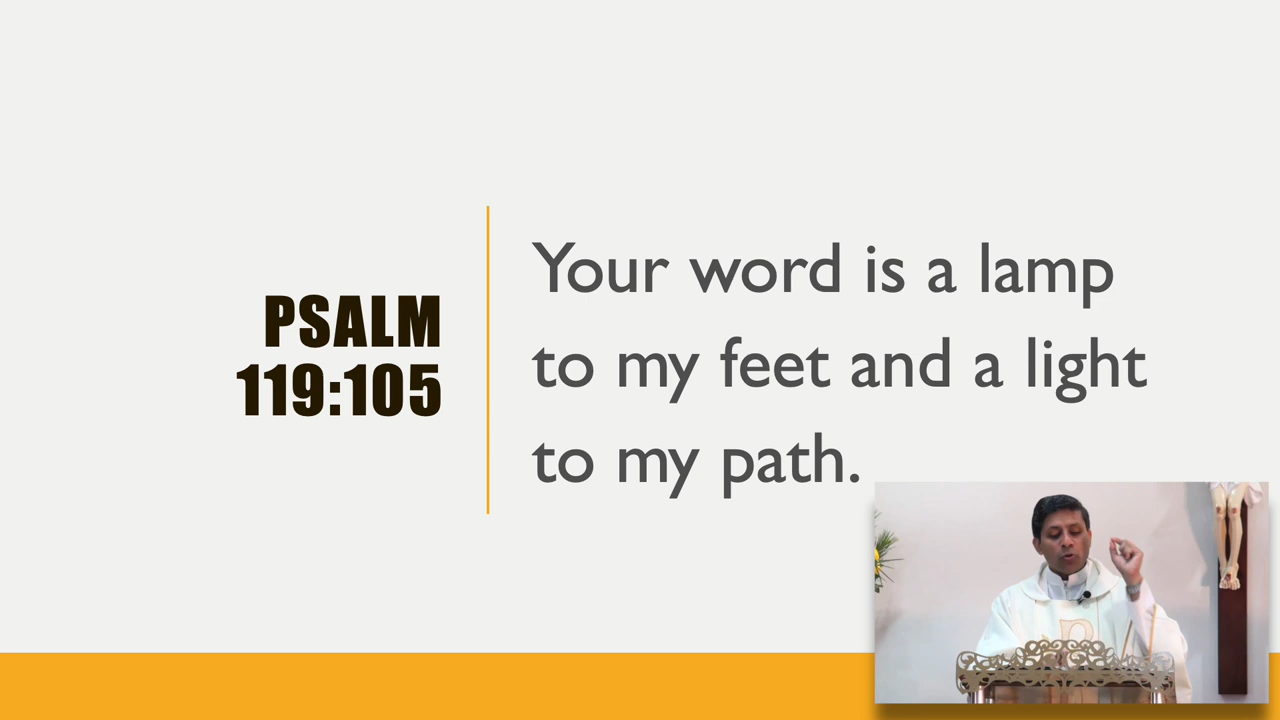 PSALM
119:105
Your word is a lamp
to my feet and a light
to my path.